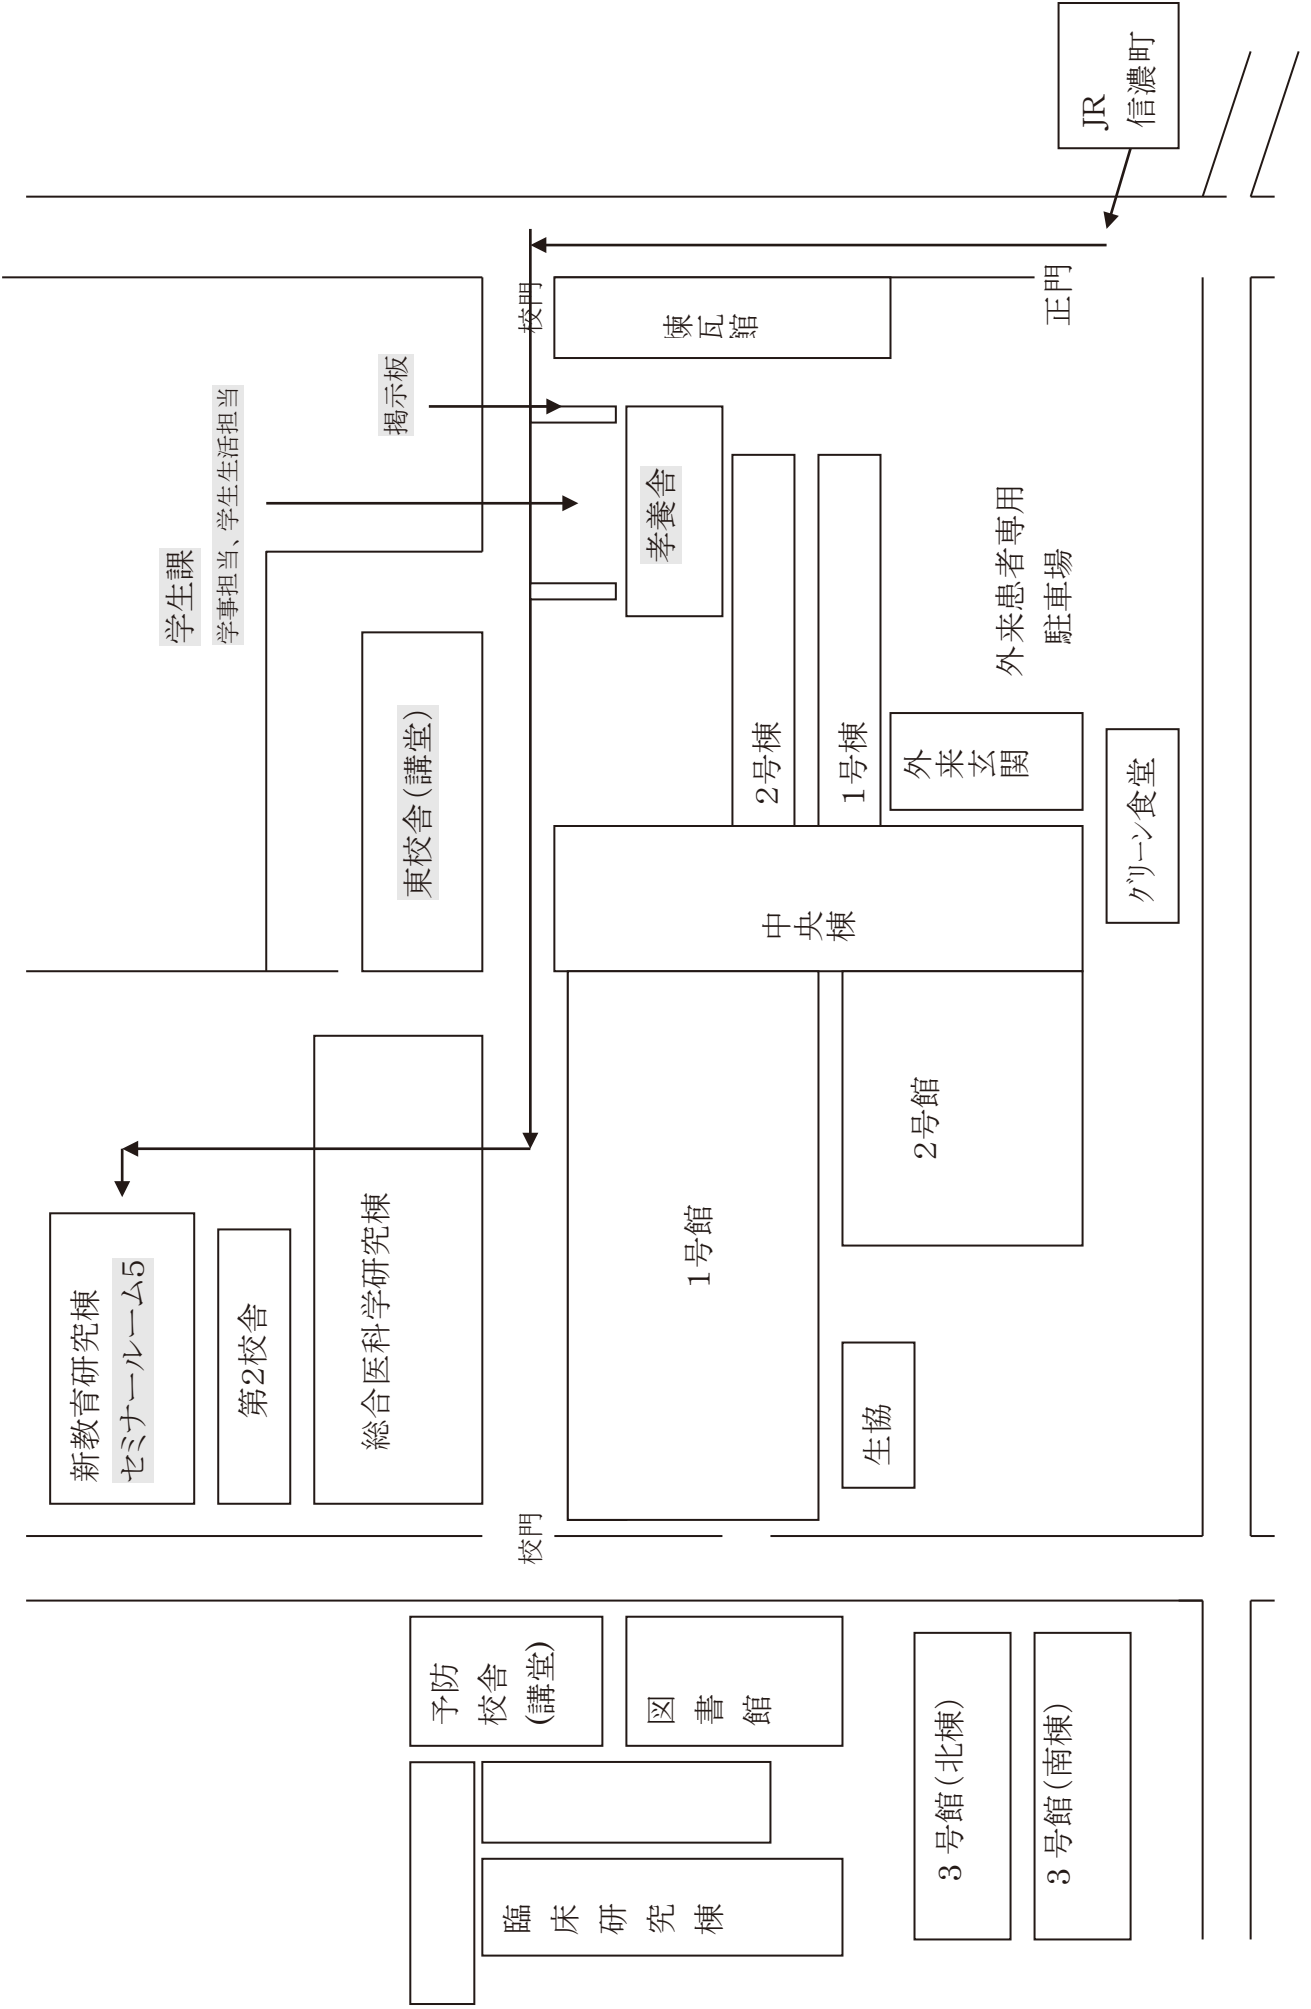 新教育研究棟
セミナールーム5
第2校舎
総合医科学研究棟
学生課
学事担当、学生生活担当
掲示板
東校舎(講堂)
孝養舎
校門
煉瓦館
正門
JR
信濃町
2号棟
1号棟
外来患者専用
駐車場
外来玄関
グリーン食堂
中央棟
1号館
2号館
生協
校門
予防
校舎
(講堂)
図書館
臨床研究棟
3号館(北棟)
3号館(南棟)